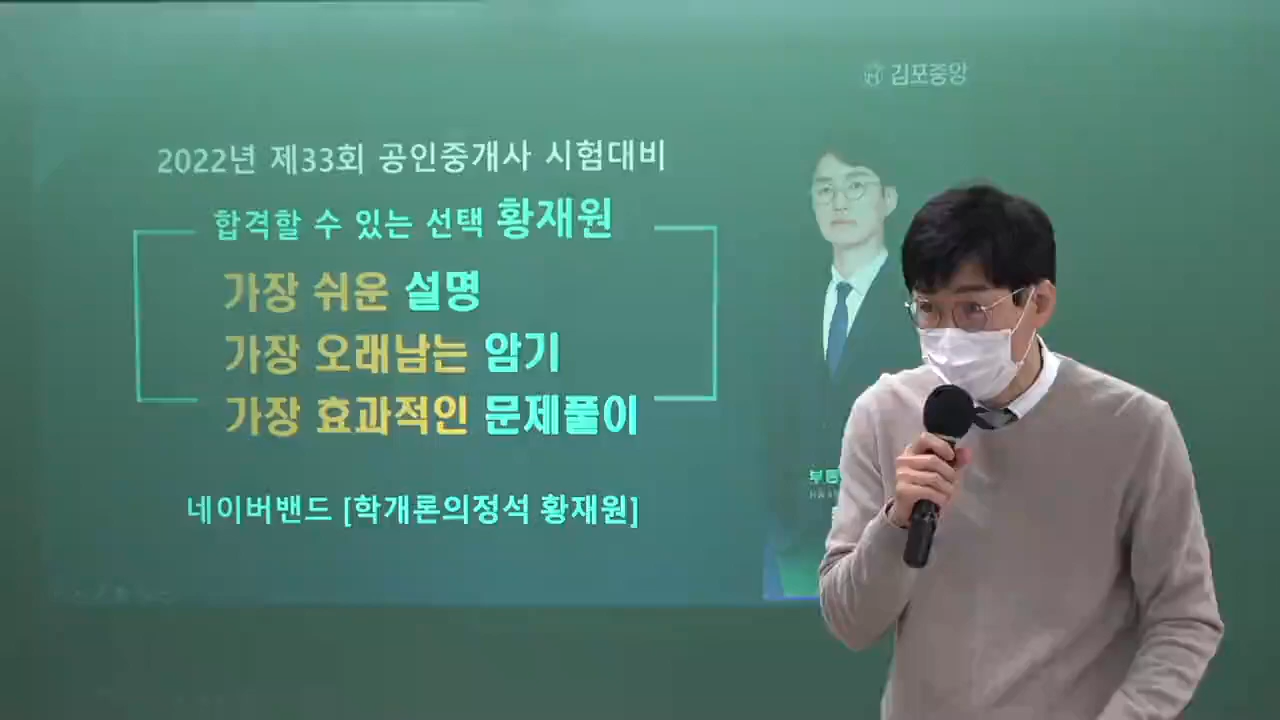 김포중앙
2022년 제33회 공인중개사 시험대비
합격할 수 있는 선택 황재원
가장 쉬운 설명
가장 오래남는 암기
가장 효과적인 문제풀이
네이버밴드 [학개론의정석 황재원]